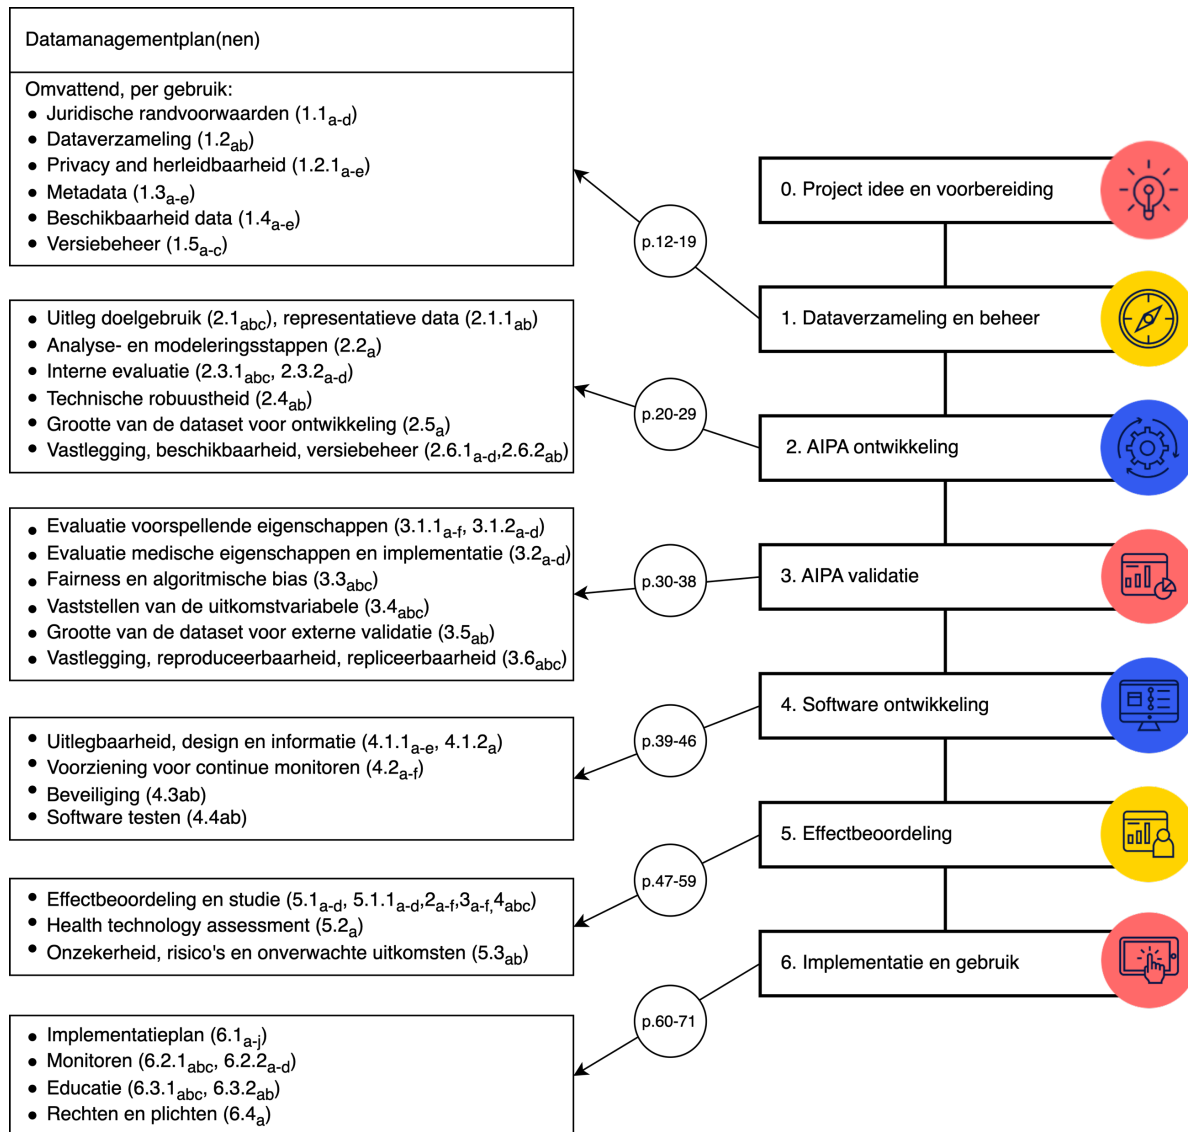 Datamanagementplan(nen)
Omvattend, per gebruik:
• Juridische randvoorwaarden (1.1a-d)
• Dataverzameling (1.2ab)
• Privacy and herleidbaarheid (1.2.1a-e)
• Metadata (1.3a-e)
• Beschikbaarheid data (1.4a-e)
• Versiebeheer (1.5a-c)
p.12-19
0. Project idee en voorbereiding
1. Dataverzameling en beheer
• Uitleg doelgebruik (2.1abc), representatieve data (2.1.1ab)
• Analyse- en modeleringsstappen (2.2a)
• Interne evaluatie (2.3.1abc, 2.3.2a-d)
• Technische robuustheid (2.4ab)
• Grootte van de dataset voor ontwikkeling (2.5a)
• Vastlegging, beschikbaarheid, versiebeheer (2.6.1a-d,2.6.2ab)
p.20-29
2. AIPA ontwikkeling
• Evaluatie voorspellende eigenschappen (3.1.1a-f, 3.1.2a-d)
• Evaluatie medische eigenschappen en implementatie (3.2a-d)
• Fairness en algoritmische bias (3.3abc)
• Vaststellen van de uitkomstvariabele (3.4abc)
• Grootte van de dataset voor externe validatie (3.5ab)
• Vastlegging, reproduceerbaarheid, repliceerbaarheid (3.6abc)
p.30-38
3. AIPA validatie
• Uitlegbaarheid, design en informatie (4.1.1a-e, 4.1.2a)
• Voorziening voor continue monitoren (4.2a-f)
• Beveiliging (4.3ab)
• Software testen (4.4ab)
p.39-46
4. Software ontwikkeling
• Effectbeoordeling en studie (5.1a-d, 5.1.1a-d,2a-f,3a-f,4abc)
• Health technology assessment (5.2a)
• Onzekerheid, risico's en onverwachte uitkomsten (5.3ab)
p.47-59
5. Effectbeoordeling
• Implementatieplan (6.1a-j)
• Monitoren (6.2.1abc, 6.2.2a-d)
• Educatie (6.3.1abc, 6.3.2ab)
• Rechten en plichten (6.4a)
p.60-71
6. Implementatie en gebruik